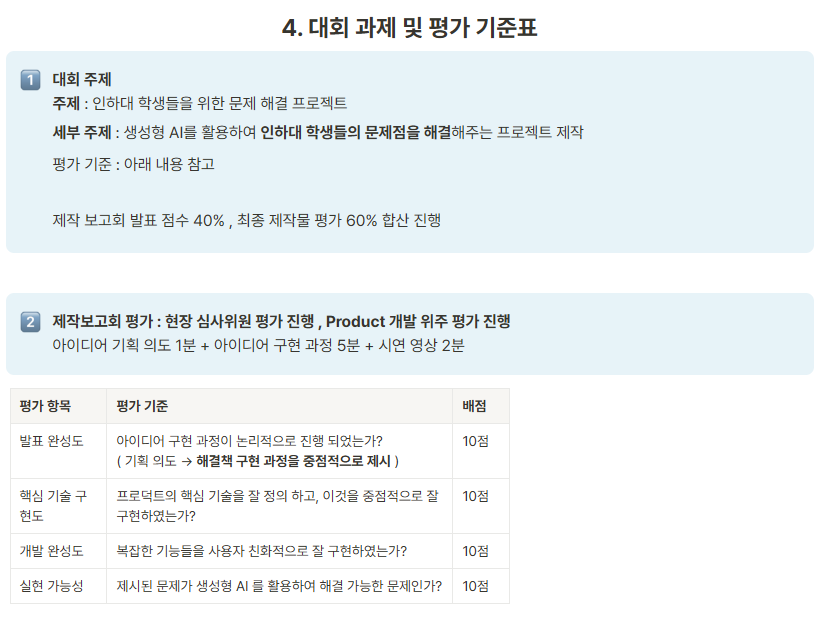 4. 대회 과제 및 평가 기준표
1 대회 주제
주제 : 인하대 학생들을 위한 문제 해결 프로젝트
세부 주제 : 생성형 AI를 활용하여 인하대 학생들의 문제점을 해결해주는 프로젝트 제작
평가 기준 : 아래 내용 참고
제작 보고회 발표 점수 40% , 최종 제작물 평가 60% 합산 진행
2 제작보고회 평가 : 현장 심사위원 평가 진행 , Product 개발 위주 평가 진행
아이디어 기획 의도 1분 + 아이디어 구현 과정 5분 + 시연 영상 2분
평가 항목 평가 기준 배점
발표 완성도 아이디어 구현 과정이 논리적으로 진행 되었는가? 10점
( 기획 의도 → 해결책 구현 과정을 중점적으로 제시 )
핵심 기술 구 프로덕트의 핵심 기술을 잘 정의 하고, 이것을 중점적으로 잘 10점
현도 구현하였는가?
개발 완성도 복잡한 기능들을 사용자 친화적으로 잘 구현하였는가? 10점
실현 가능성 제시된 문제가 생성형 AI 를 활용하여 해결 가능한 문제인가? 10점